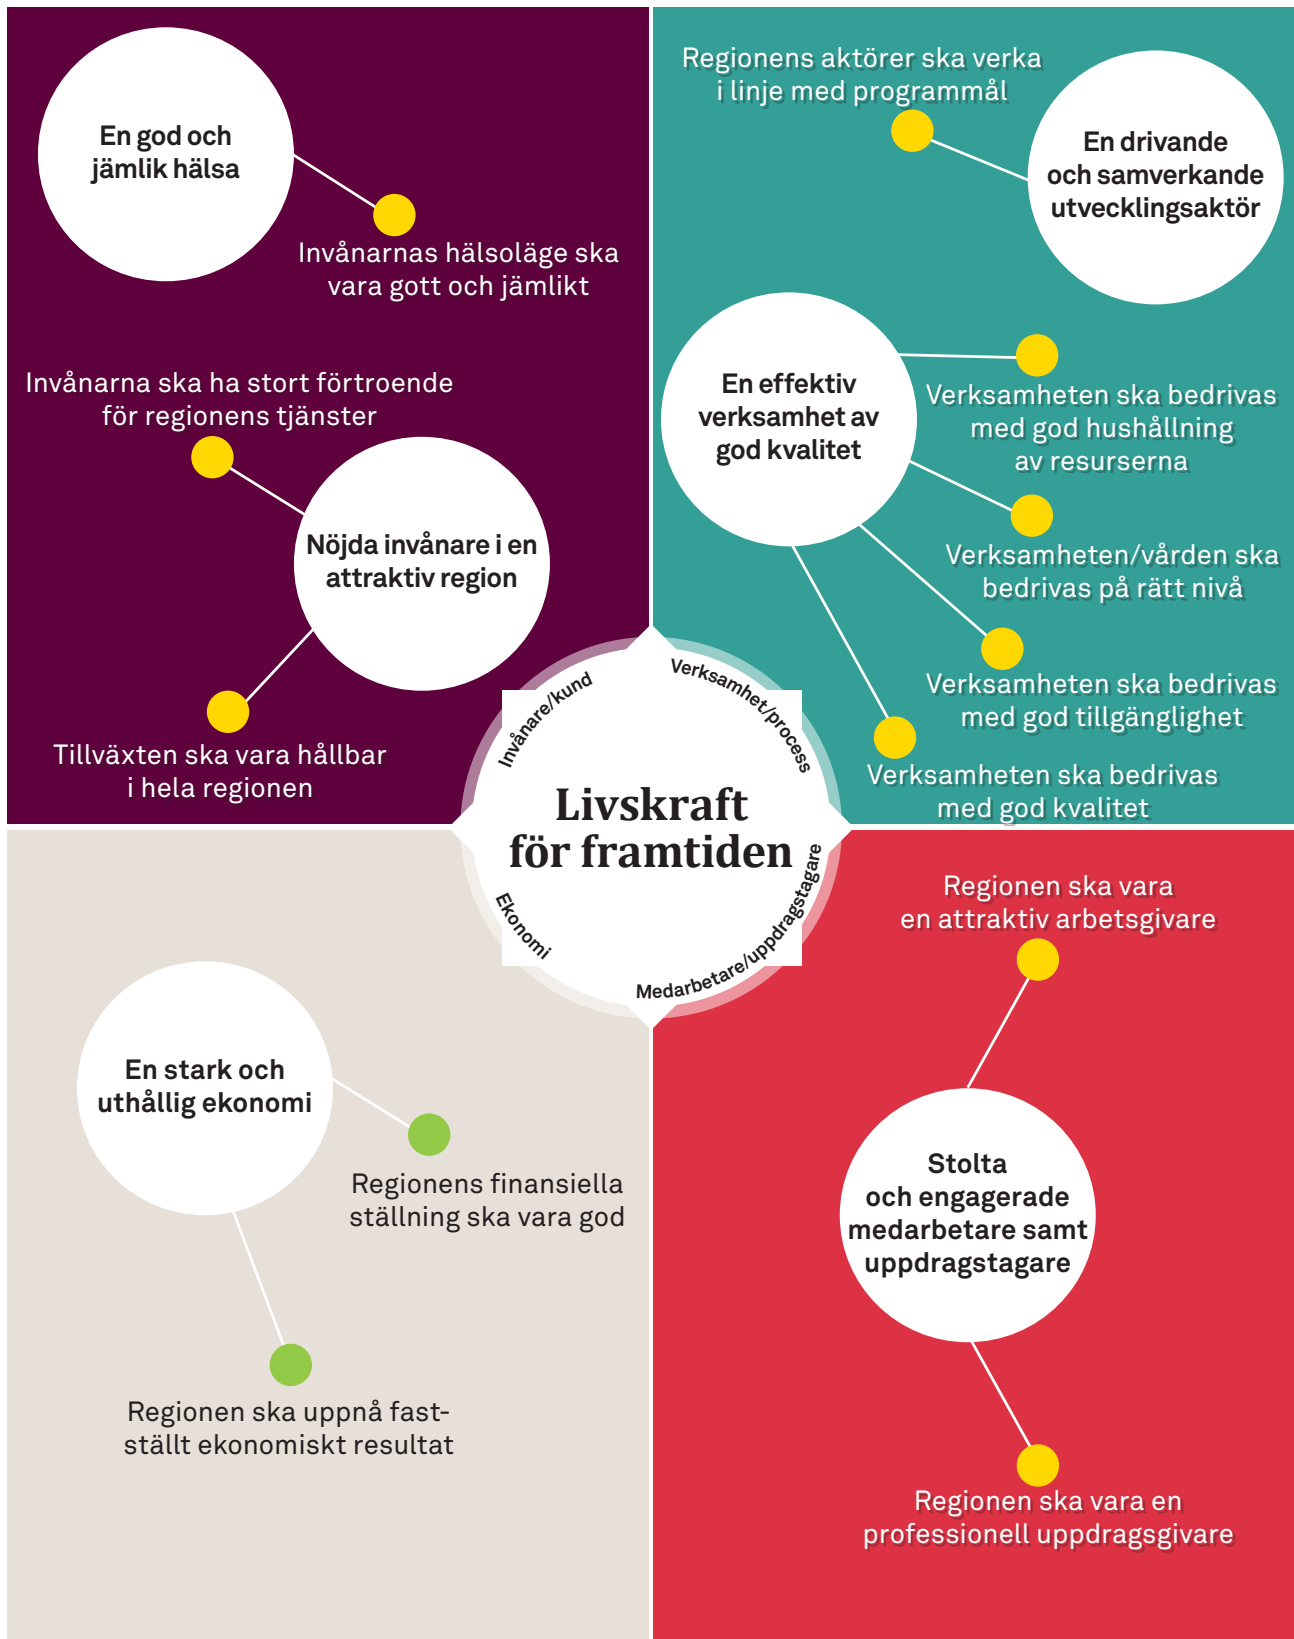 En god och
jämlik hälsa
Invånarnas hälsoläge ska
vara gott och jämlikt
Invånarna ska ha stort förtroende
för regionens tjänster
Nöjda invånare i en
attraktiv region
Tillväxten ska vara hållbar
i hela regionen
Regionens aktörer ska verka
i linje med programmål
En drivande
och samverkande
utvecklingsaktör
En effektiv
verksamhet av
god kvalitet
Verksamheten ska bedrivas
med god hushållning
av resurserna
Verksamheten/vården ska
bedrivas på rätt nivå
Verksamheten ska bedrivas
med god tillgänglighet
Verksamheten ska bedrivas
med god kvalitet
Invånare/kund
Verksamhet/process
Livskraft
för framtiden
Ekonomi
Medarbetare/uppdragstagare
En stark och
uthållig ekonomi
Regionens finansiella
ställning ska vara god
Regionen ska uppnå fast-
ställt ekonomiskt resultat
Regionen ska vara
en attraktiv arbetsgivare
Stolta
och engagerade
medarbetare samt
uppdragstagare
Regionen ska vara en
professionell uppdragsgivare